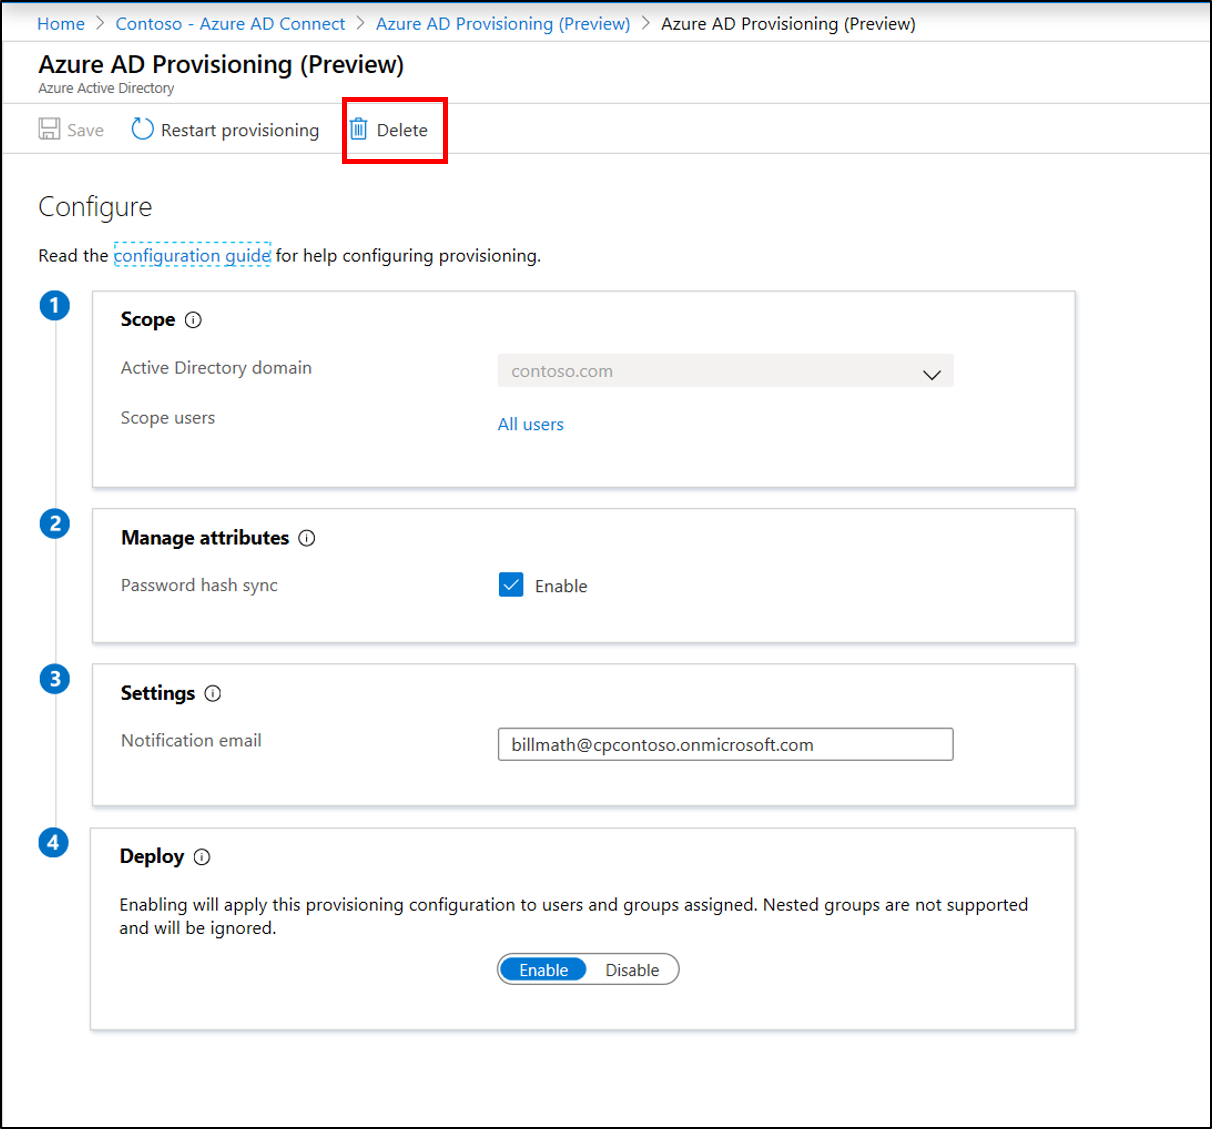 Home > Contoso - Azure AD Connect > Azure AD Provisioning (Preview) > Azure AD Provisioning (Preview)
Azure AD Provisioning (Preview)
Azure Active Directory
Save Restart provisioning Delete
Configure
Read the configuration guide for help configuring provisioning.
1
Scope
Active Directory domain contoso.com
Scope users All users
2
Manage attributes
Password hash sync Enable
3
Settings
Notification email billmath@cpcontoso.onmicrosoft.com
4
Deploy
Enabling will apply this provisioning configuration to users and groups assigned. Nested groups are not supported
and will be ignored.
Enable Disable